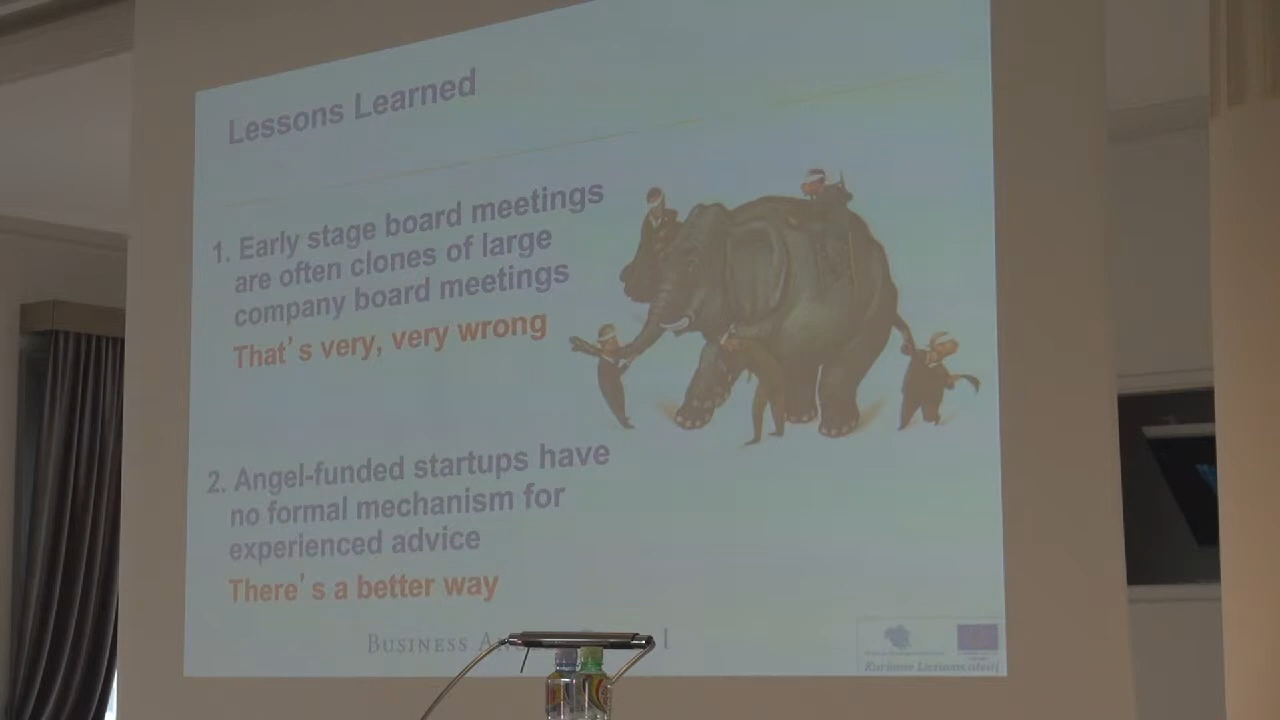 Lessons Learned
1. Early stage board meetings
are often clones of large
company board meetings
That's very, very wrong
2. Angel-funded startups have
no formal mechanism for
experienced advice
There's a better way
BUSINESS